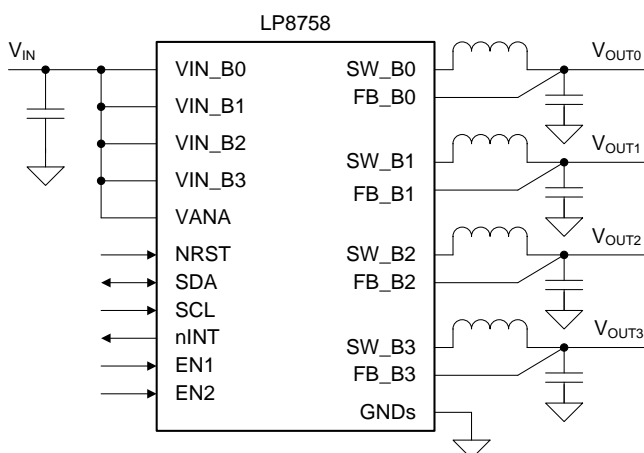 LP8758
VIN
VIN_B0
VIN_B1
VIN_B2
VIN_B3
VANA
NRST
SDA
SCL
nINT
EN1
EN2
SW_B0
FB_B0
SW_B1
FB_B1
SW_B2
FB_B2
SW_B3
FB_B3
GNDs
VOUT0
VOUT1
VOUT2
VOUT3